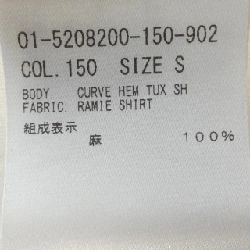 01-5208200-150-902
COL.150 SIZE S
BODY CURVE HEM TUX SH
FABRIC. RAMIE SHIRT
組成表示
麻 100%